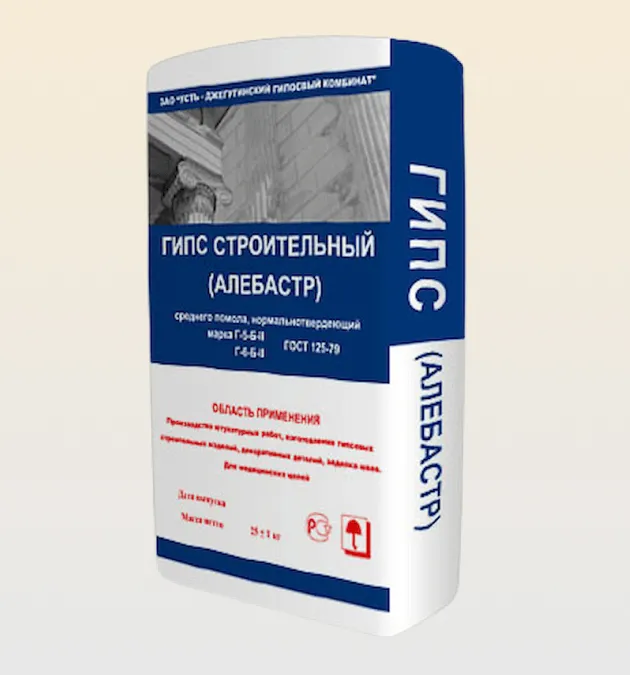 ЗАО "УСТЬ - ДЖЕГУТИНСКИЙ ГИПСОВЫЙ КОМБИНАТ"
ГИПС СТРОИТЕЛЬНЫЙ
(АЛЕБАСТР)
среднего помола, нормальнотвердеющий
марка Г-5-Б-II
Г-6-Б-II
ГОСТ 125-79
ОБЛАСТЬ ПРИМЕНЕНИЯ
Производство штукатурных работ, изготовление гипсовых
строительных изделий, декоративных деталей, заделка швов.
Для медицинских целей
Дата выпуска
Масса нетто 25 ± 1 кг
ГИПС
(АЛЕБАСТР)